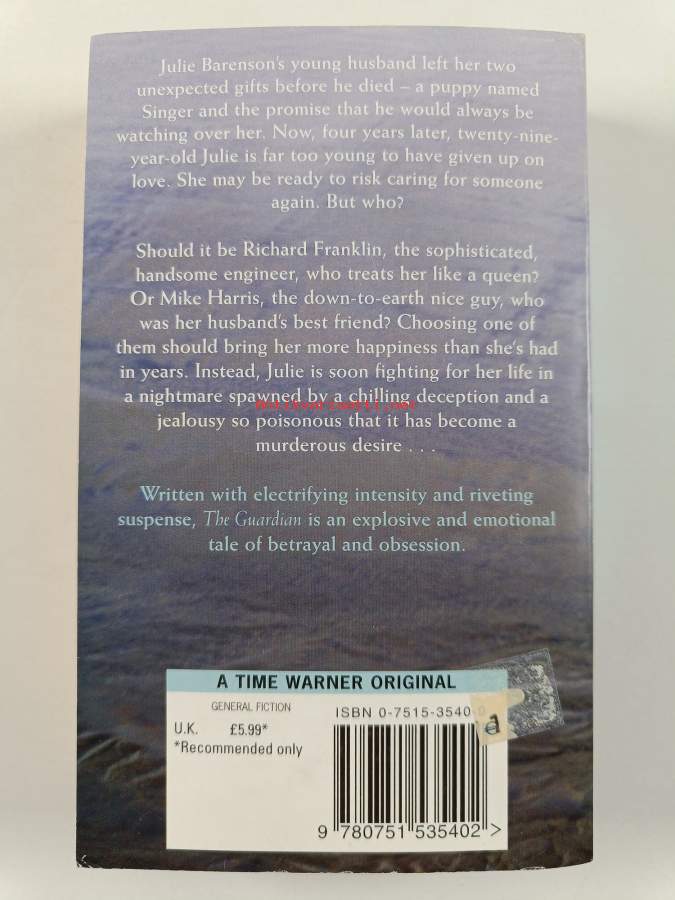 Julie Barenson's young husband left her two
unexpected gifts before he died – a puppy named
Singer and the promise that he would always be
watching over her. Now, four years later, twenty-nine-
year-old Julie is far too young to have given up on
love. She may be ready to risk caring for someone
again. But who?
Should it be Richard Franklin, the sophisticated,
handsome engineer, who treats her like a queen?
Or Mike Harris, the down-to-earth nice guy, who
was her husband's best friend? Choosing one of
them should bring her more happiness than she's had
in years. Instead, Julie is soon fighting for her life in
a nightmare spawned by a chilling deception and a
jealousy so poisonous that it has become a
murderous desire . . .
Written with electrifying intensity and riveting
suspense, The Guardian is an explosive and emotional
tale of betrayal and obsession.
A TIME WARNER ORIGINAL
GENERAL FICTION
U.K. £5.99*
*Recommended only
ISBN 0-7515-3540-
d
9 780751 535402 >